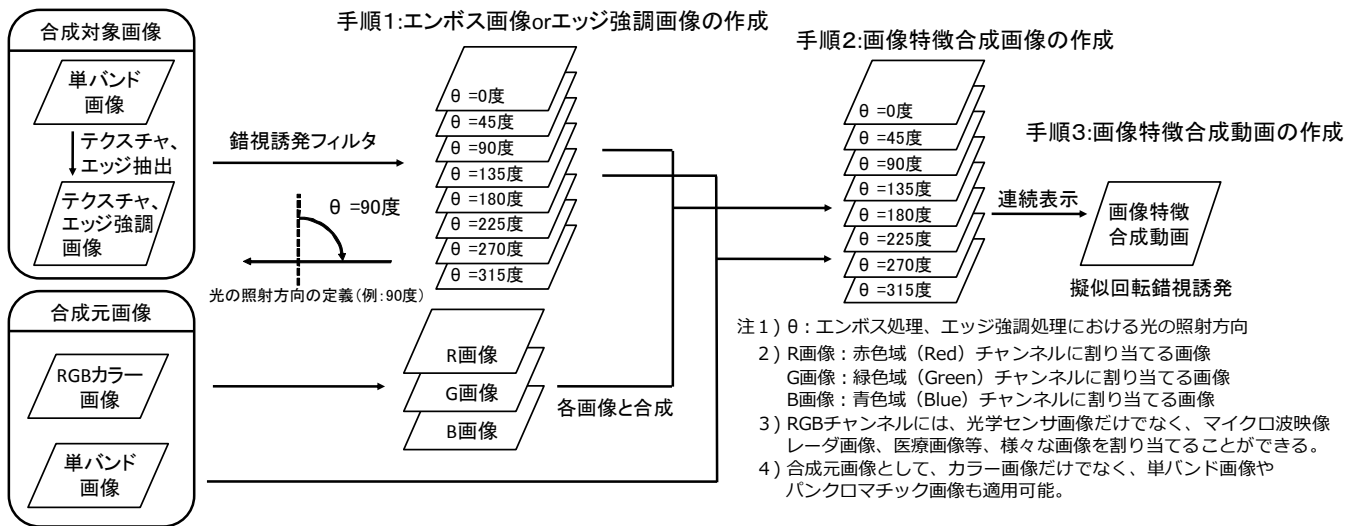 手順1:エンボス画像orエッジ強調画像の作成
合成対象画像
単バンド
画像
テクスチャ、
エッジ抽出
テクスチャ、
エッジ強調
画像
錯視誘発フィルタ
θ =90度
光の照射方向の定義(例:90度)
θ =0度
θ =45度
θ =90度
θ =135度
θ =180度
θ =225度
θ =270度
θ =315度
合成元画像
RGBカラー
画像
単バンド
画像
R画像
G画像
B画像
各画像と合成
手順2:画像特徴合成画像の作成
θ =0度
θ =45度
θ =90度
θ =135度
θ =180度
θ =225度
θ =270度
θ =315度
手順3:画像特徴合成動画の作成
連続表示
画像特徴
合成動画
擬似回転錯視誘発
注1) θ:エンボス処理、エッジ強調処理における光の照射方向
2) R画像:赤色域(Red)チャンネルに割り当てる画像
G画像:緑色域(Green)チャンネルに割り当てる画像
B画像:青色域(Blue)チャンネルに割り当てる画像
3) RGBチャンネルには、光学センサ画像だけでなく、マイクロ波映像
レーダ画像、医療画像等、様々な画像を割り当てることができる。
4) 合成元画像として、カラー画像だけでなく、単バンド画像や
パンクロマチック画像も適用可能。